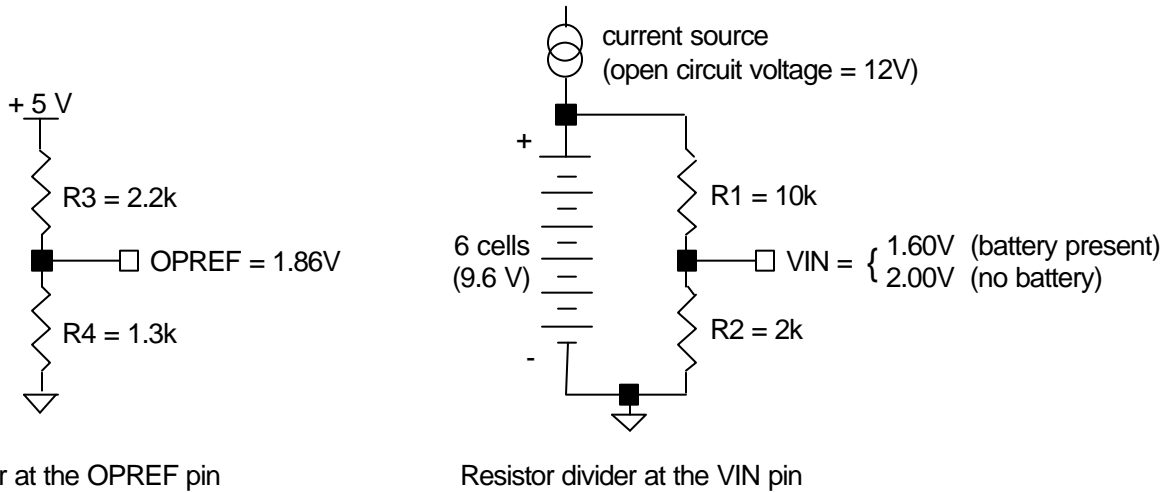 current source
(open circuit voltage = 12V)
+ 5 V
R3 = 2.2k
OPREF = 1.86V
R4 = 1.3k
+
6 cells
(9.6 V)
-
R1 = 10k
VIN = { 1.60V (battery present)
2.00V (no battery)
R2 = 2k
r at the OPREF pin
Resistor divider at the VIN pin